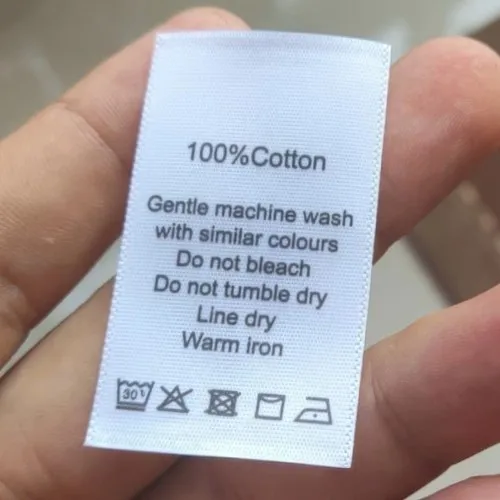 100%Cotton
Gentle machine wash
with similar colours
Do not bleach
Do not tumble dry
Line dry
Warm iron
30